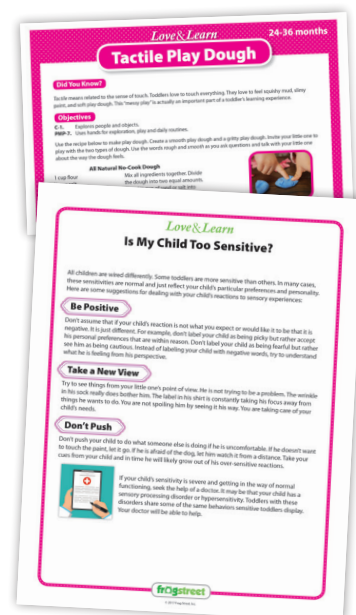 Love & Learn
24-36 months
Tactile Play Dough
Did You Know?
Tactile means related to the sense of touch. Toddlers love to touch everything. They love to feel squishy mud, slimy
paint, and soft play dough. This "messy play" is actually an important part of a toddler's learning experience.
Objectives
C-1. Explores people and objects.
PMP-7. Uses hands for exploration, play and daily routines.
Use the recipe below to make play dough. Create a smooth play dough and a gritty play dough. Invite your little one to
play with the two types of dough. Use the words rough and smooth as you ask questions and talk with your little one
about the way the dough feels.
All Natural No-Cook Dough
1 cup flour
Mix all ingredients together. Divide
the dough into two equal amounts.
Love & Learn
Is My Child Too Sensitive?
All children are wired differently. Some toddlers are more sensitive than others. In many cases,
these sensitivities are normal and just reflect your child's particular preferences and personality.
Here are some suggestions for dealing with your child's reactions to sensory experiences:
Be Positive
Don't assume that if your child's reaction is not what you expect or would like it to be that it is
negative. It is just different. For example, don't label your child as being picky but rather accept
his personal preferences that are within reason. Don't label your child as being fearful but rather
see him as being cautious. Instead of labeling your child with negative words, try to understand
what he is feeling from his perspective.
Take a New View
Try to see things from your little one's point of view. He is not trying to be a problem. The wrinkle
in his sock really does bother him. The label in his shirt is constantly taking his focus away from
things he wants to do. You are not spoiling him by seeing it his way. You are taking care of your
child's needs.
Don't Push
Don't push your child to do what someone else is doing if he is uncomfortable. If he doesn't want
to touch the paint, let it go. If he is afraid of the dog, let him watch it from a distance. Take your
cues from your child and in time he will likely grow out of his over-sensitive reactions.
If your child's sensitivity is severe and getting in the way of normal
functioning, seek the help of a doctor. It may be that your child has a
sensory processing disorder or hypersensitivity. Toddlers with these
disorders share some of the same behaviors sensitive toddlers display.
Your doctor will be able to help.
frogstreet